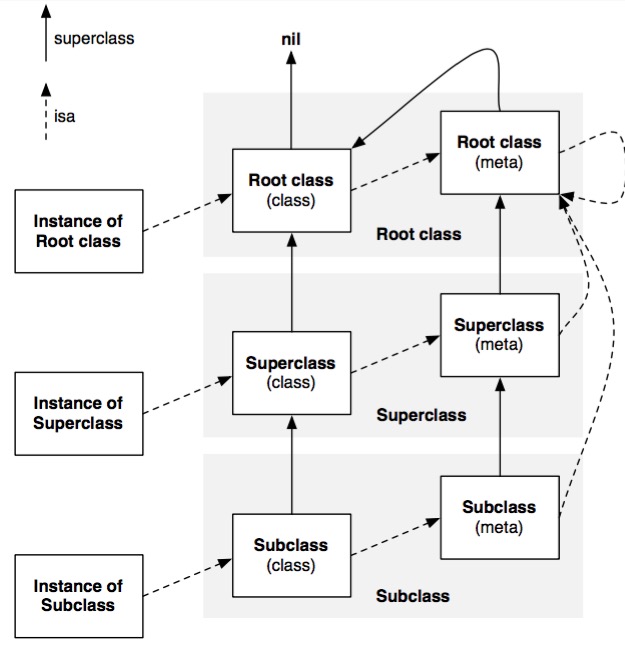 superclass
isa
nil
Root class
(meta)
Root class
(class)
Instance of
Root class
Root class
Superclass
(meta)
Superclass
(class)
Instance of
Superclass
Superclass
Subclass
(meta)
Subclass
(class)
Instance of
Subclass
Subclass